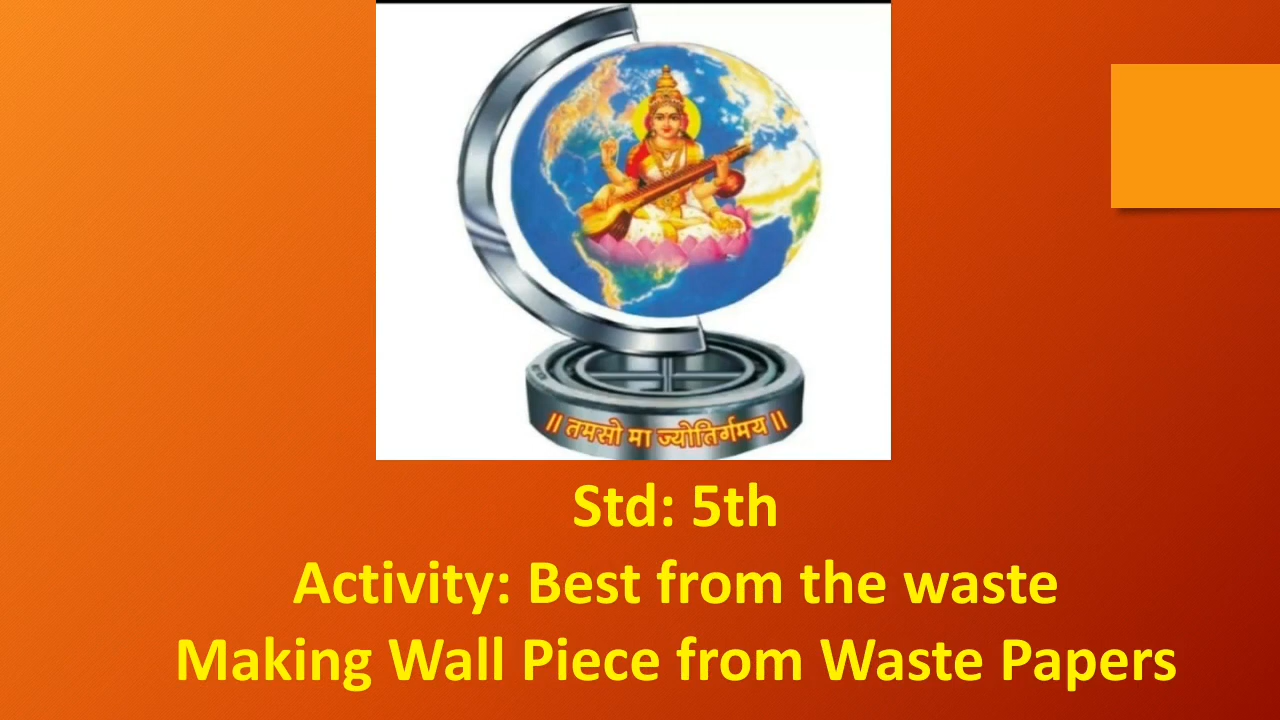 ॥ तमसो मा ज्योतिर्गमय ॥
Std: 5th
Activity: Best from the waste
Making Wall Piece from Waste Papers